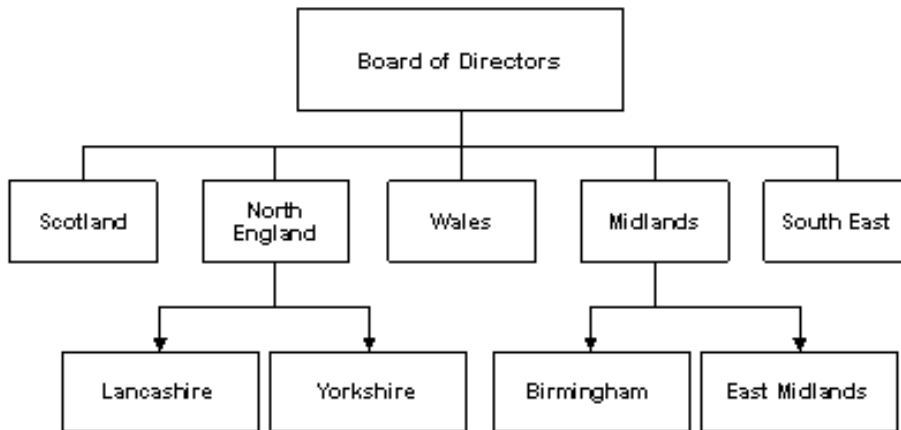 Board of Directors
Scotland
North
England
Wales
Midlands
South East
Lancashire
Yorkshire
Birmingham
East Midlands